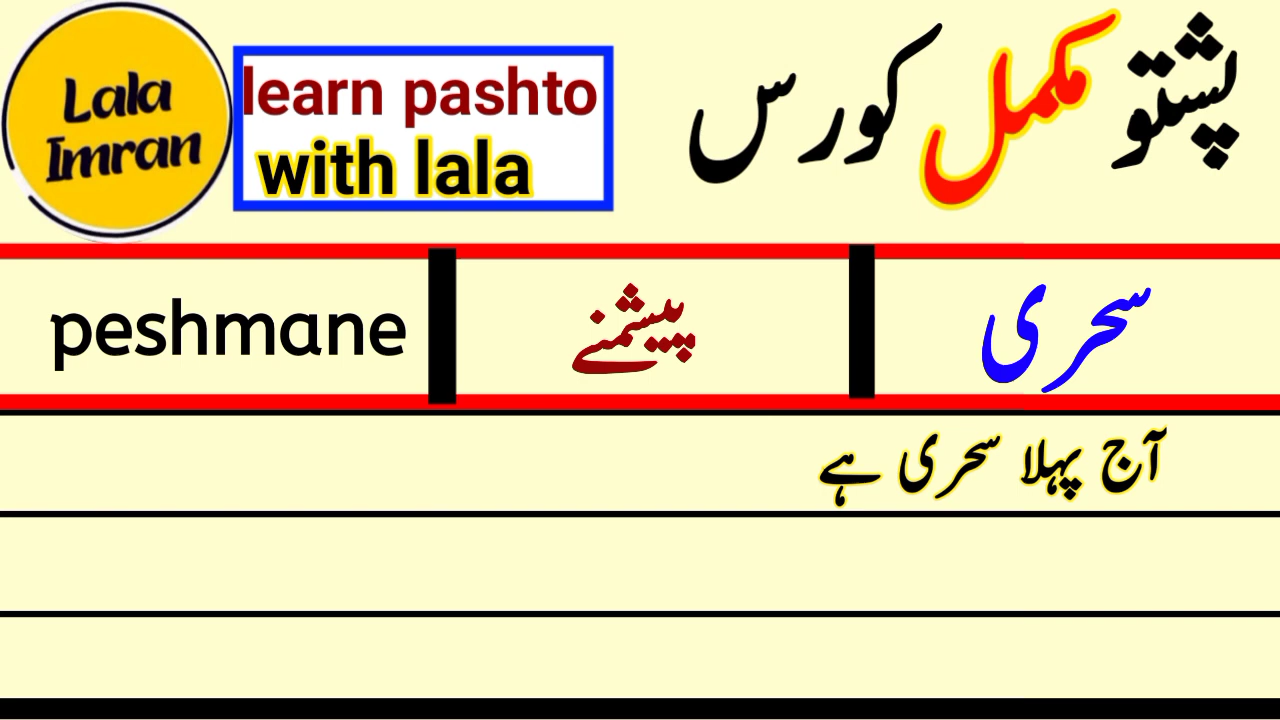 Lala
Imran
learn pashto
with lala
پشتو مکمل کورس
peshmane
پیشمنے
سحری
آج پہلا سحری ہے